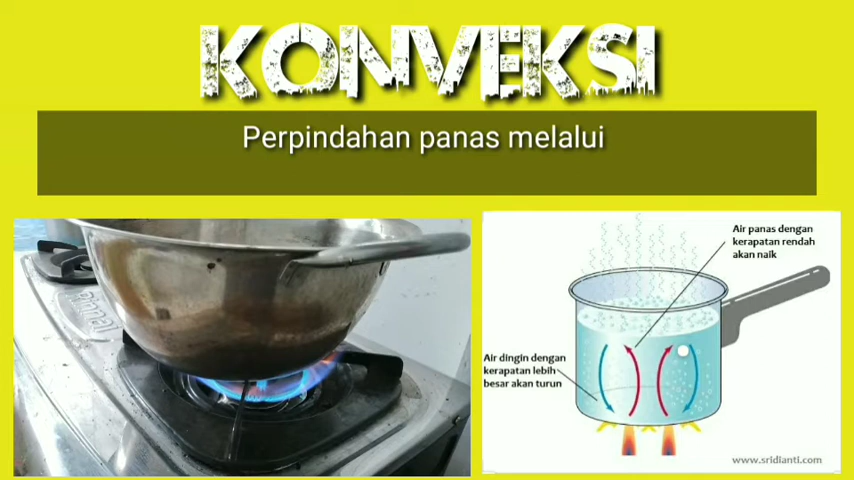 KONVEKSI
Perpindahan panas melalui
Rinnai
Air panas dengan
kerapatan rendah
akan naik
Air dingin dengan
kerapatan lebih
besar akan turun
www.sridianti.com